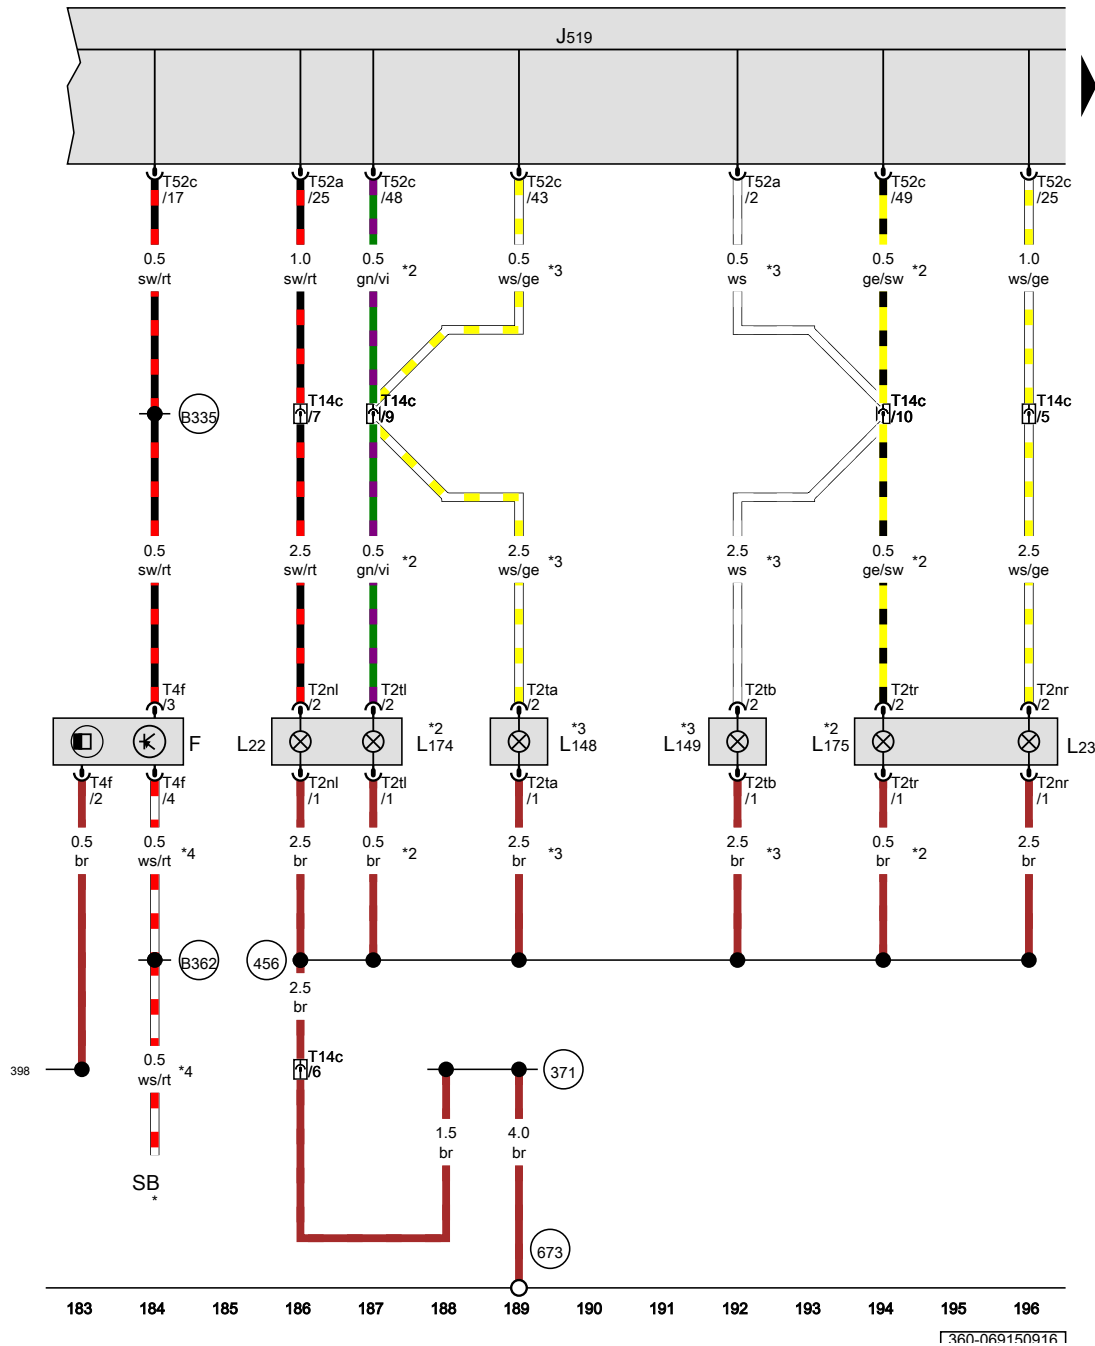 J519
T52c T52a T52c T52c T52a T52c T52c
/17 /25 /48 /43 /2 /49 /25
0.5 1.0 0.5 0.5 0.5 0.5 1.0
sw/rt sw/rt gn/vi *2 ws/ge *3 ws *3 ge/sw *2 ws/ge
T14c T14c T14c T14c
B335 /7 /9 /10 /5
0.5 2.5 0.5 2.5 2.5 0.5 2.5
sw/rt sw/rt gn/vi *2 ws/ge *3 ws *3 ge/sw *2 ws/ge
T4f T2nl T2tl T2ta T2tb T2tr T2nr
/3 /2 /2 /2 /2 /2 /2
*2 *3 *3 *2
F L22 L174 L148 L149 L175 L23
T4f T4f T2nl T2tl T2ta T2tb T2tr T2nr
/2 /4 /1 /1 /1 /1 /1 /1
0.5 0.5 2.5 0.5 2.5 2.5 0.5 2.5
br ws/rt *4 br br *2 br *3 br *3 br *2 br
B362 456
2.5
br
0.5 T14c
398 ws/rt *4 /6 371
1.5 4.0
br br
SB
*
673
183 184 185 186 187 188 189 190 191 192 193 194 195 196
360-069150916